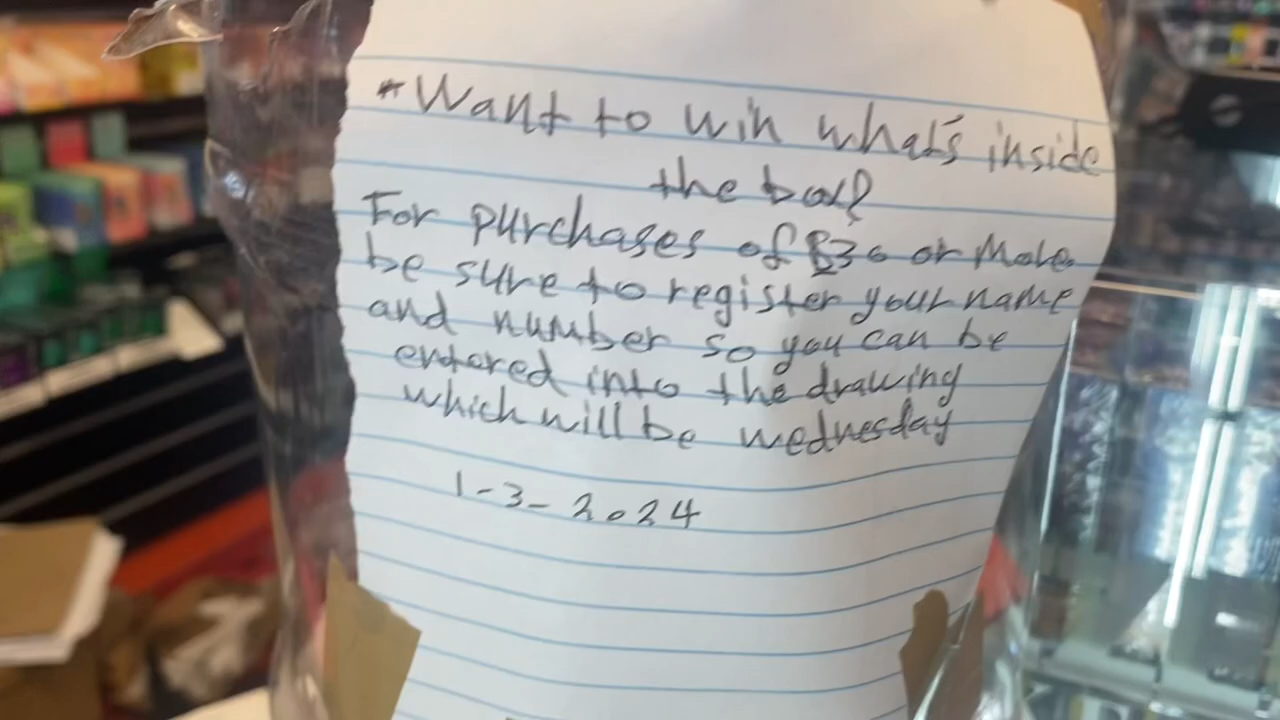 *Want to win what's inside
the box?
For purchases of $30 or More
be sure to register your name
and number so you can be
entered into the drawing
which will be wednesday
1-3-2024